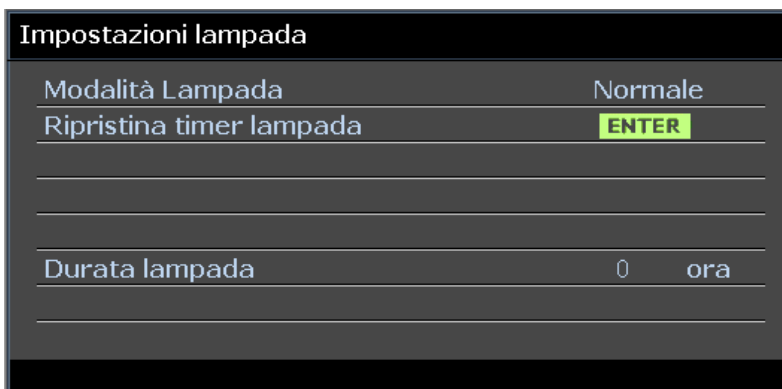 Impostazioni lampada
Modalità Lampada Normale
Ripristina timer lampada ENTER
Durata lampada 0 ora